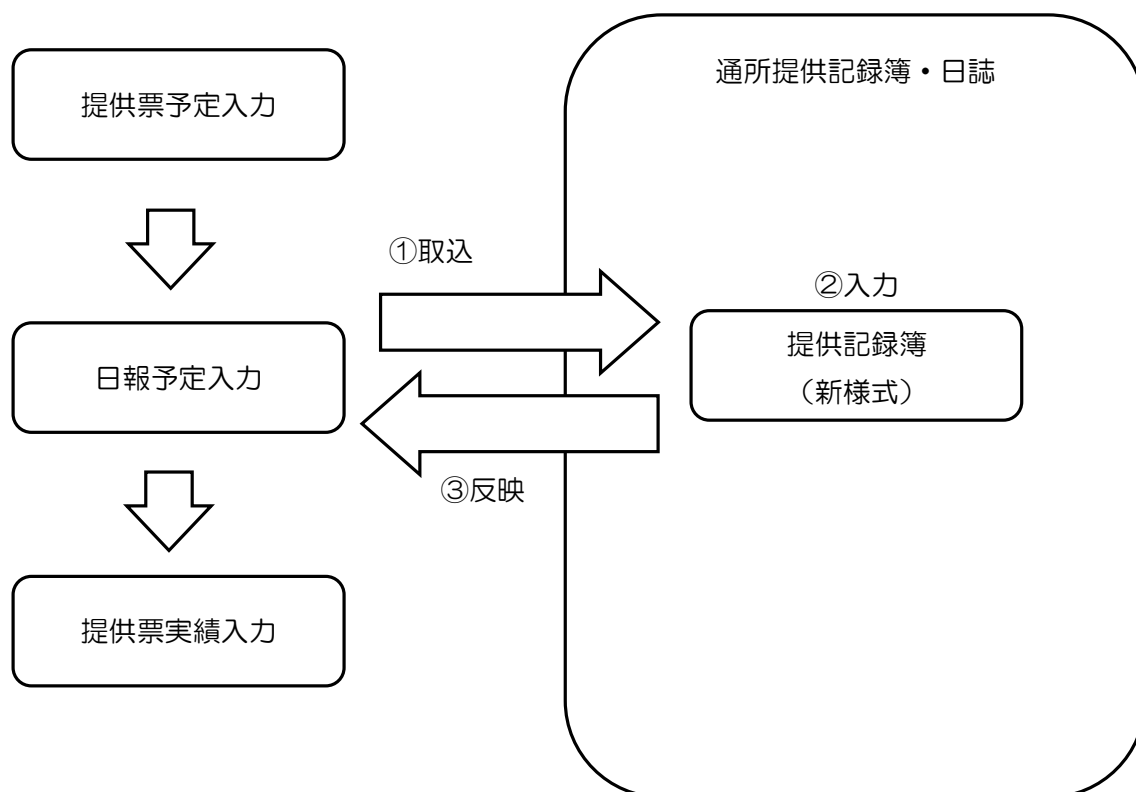 通所提供記録簿・日誌
提供票予定入力
①取込
②入力
提供記録簿
（新様式）
日報予定入力
③反映
提供票実績入力